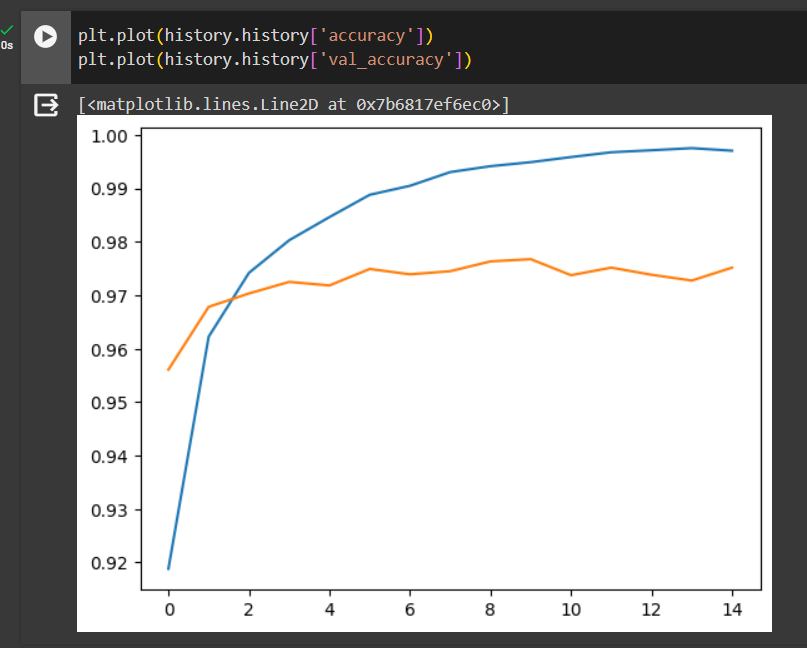 plt.plot(history.history['accuracy'])
plt.plot(history.history['val_accuracy'])
0s
[<matplotlib.lines.Line2D at 0x7b6817ef6ec0>]
1.00
0.99
0.98
0.97
0.96
0.95
0.94
0.93
0.92
0 2 4 6 8 10 12 14